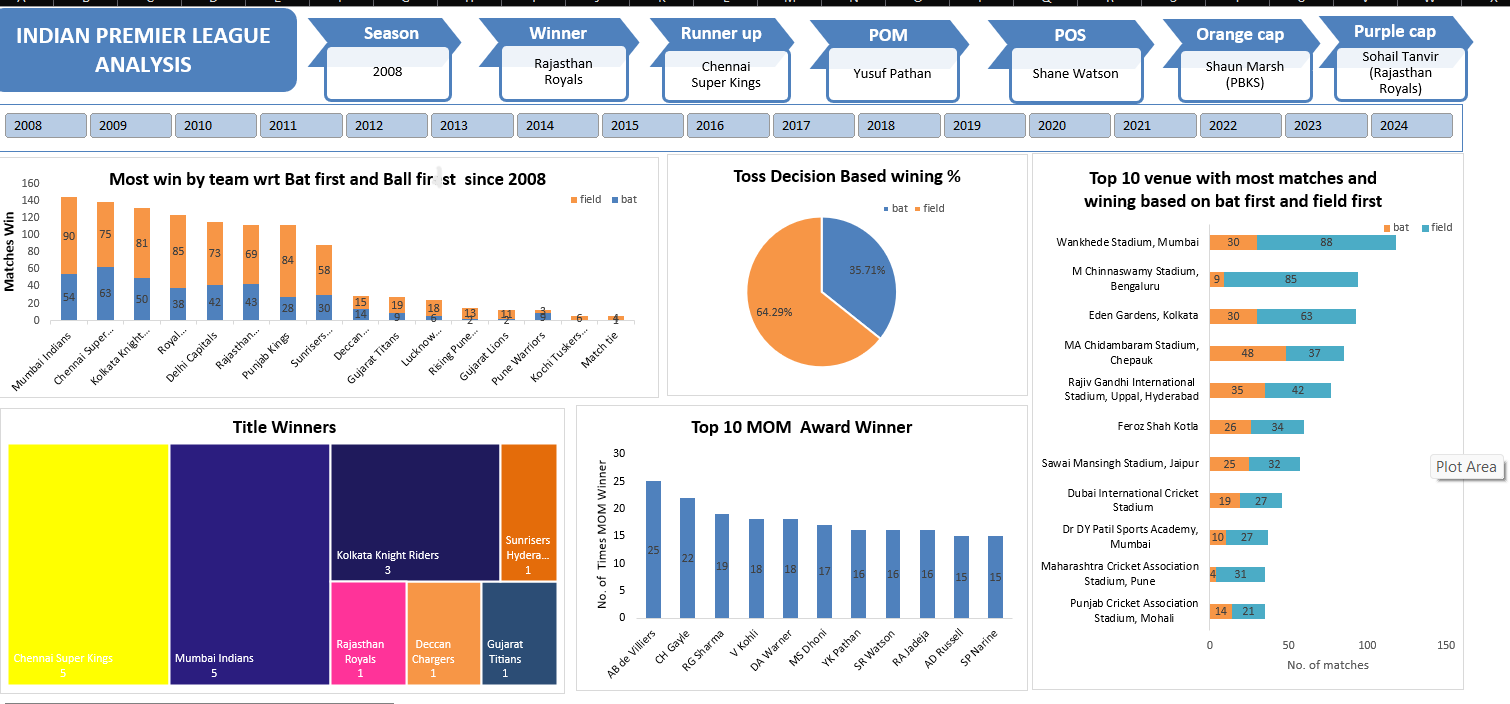 INDIAN PREMIER LEAGUE
ANALYSIS
Season
2008
Winner
Rajasthan
Royals
Runner up
Chennai
Super Kings
POM
Yusuf Pathan
POS
Shane Watson
Orange cap
Shaun Marsh
(PBKS)
Purple cap
Sohail Tanvir
(Rajasthan
Royals)
2008 2009 2010 2011 2012 2013 2014 2015 2016 2017 2018 2019 2020 2021 2022 2023 2024
Most win by team wrt Bat first and Ball first since 2008
field bat
Matches Win
160
140
120
100
80
60
40
20
0
90 75 81 85 73 69 84 58 15 19 18 13 11 3 6 4
54 63 50 38 42 43 28 30 14 9 6 2 2 9 1
Mumbai Indians
Chennai Super...
Kolkata Knight...
Royal...
Delhi Capitals
Rajasthan...
Punjab Kings
Sunrisers...
Deccan...
Gujarat Titans
Lucknow...
Rising Pune...
Gujarat Lions
Pune Warriors
Kochi Tuskers...
Match tie
Toss Decision Based wining %
bat field
35.71%
64.29%
Top 10 venue with most matches and
wining based on bat first and field first
bat field
Wankhede Stadium, Mumbai 30 88
M Chinnaswamy Stadium,
Bengaluru 9 85
Eden Gardens, Kolkata 30 63
MA Chidambaram Stadium,
Chepauk 48 37
Rajiv Gandhi International
Stadium, Uppal, Hyderabad 35 42
Feroz Shah Kotla 26 34
Sawai Mansingh Stadium, Jaipur 25 32
Dubai International Cricket
Stadium 19 27
Dr DY Patil Sports Academy,
Mumbai 10 27
Maharashtra Cricket Association
Stadium, Pune 4 31
Punjab Cricket Association
Stadium, Mohali 14 21
0 50 100 150
No. of matches
Plot Area
Title Winners
Chennai Super Kings
5
Mumbai Indians
5
Kolkata Knight Riders
3
Sunrisers
Hydera...
1
Rajasthan
Royals
1
Deccan
Chargers
1
Gujarat
Titians
1
Top 10 MOM Award Winner
No. of Times MOM Winner
30
25
20
15
10
5
0
25 22 19 18 18 17 16 16 16 15 15
AB de Villiers
CH Gayle
RG Sharma
V Kohli
DA Warner
MS Dhoni
YK Pathan
SR Watson
RA Jadeja
AD Russell
SP Narine